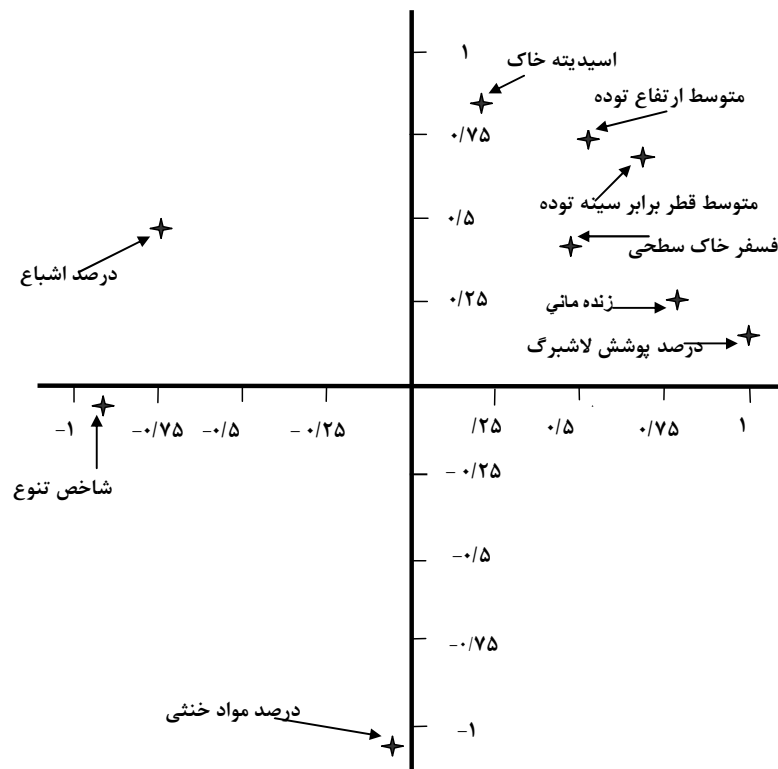 ۱
اسیدیته خاک
متوسط ارتفاع توده
۰/۷۵
متوسط قطر برابر سینه توده
۰/۵
فسفر خاک سطحی
درصد اشباع
۰/۲۵
زنده ماني
درصد پوشش لاشبرگ
−۱ −۰/۷۵ −۰/۵ − ۰/۲۵ /۲۵ ۰/۵ ۰/۷۵ ۱
− ۰/۲۵
شاخص تنوع
−۰/۵
−۰/۷۵
درصد مواد خنثی
−۱